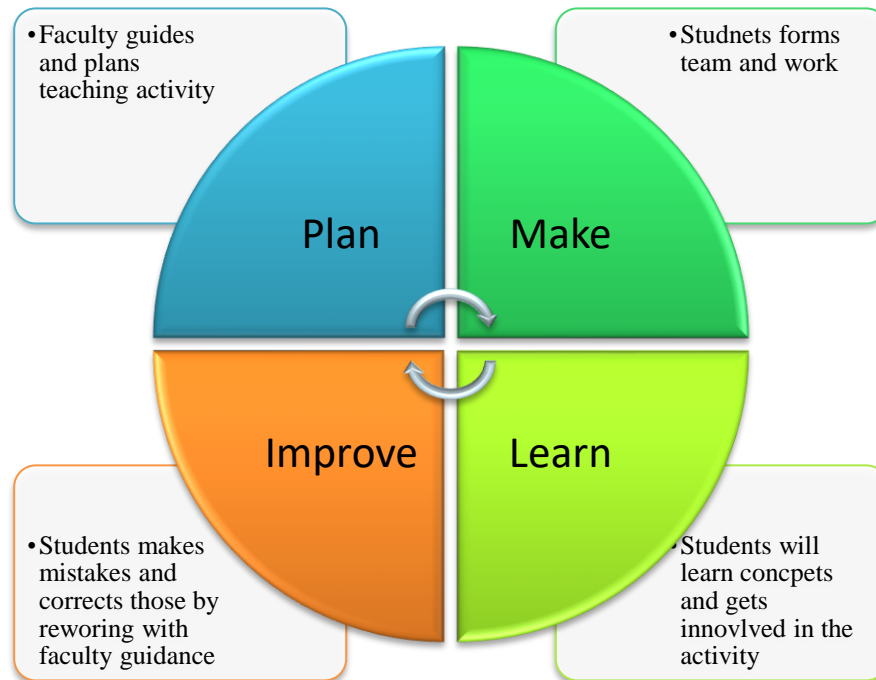 •Faculty guides
and plans
teaching activity
•Studnets forms
team and work
Plan
Make
Improve
Learn
•Students makes
mistakes and
corrects those by
reworing with
faculty guidance
•Students will
learn concpets
and gets
innovlved in the
activity